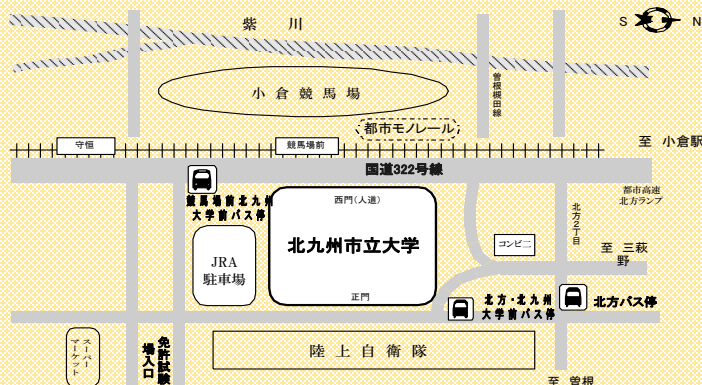 紫 川
S N
小倉競馬場
曽根槻田線
都市モノレール
至 小倉駅
守恒
競馬場前
国道322号線
競馬場前北九州
大学前バス停
西門(人道)
都市高速
北方ランプ
北方2丁目
北九州市立大学
コンビニ
至 三萩
野
JRA
駐車場
正門
北方・北九州
大学前バス停
北方バス停
スーパー
マーケット
免許試験
場入口
陸上自衛隊
至 曽根